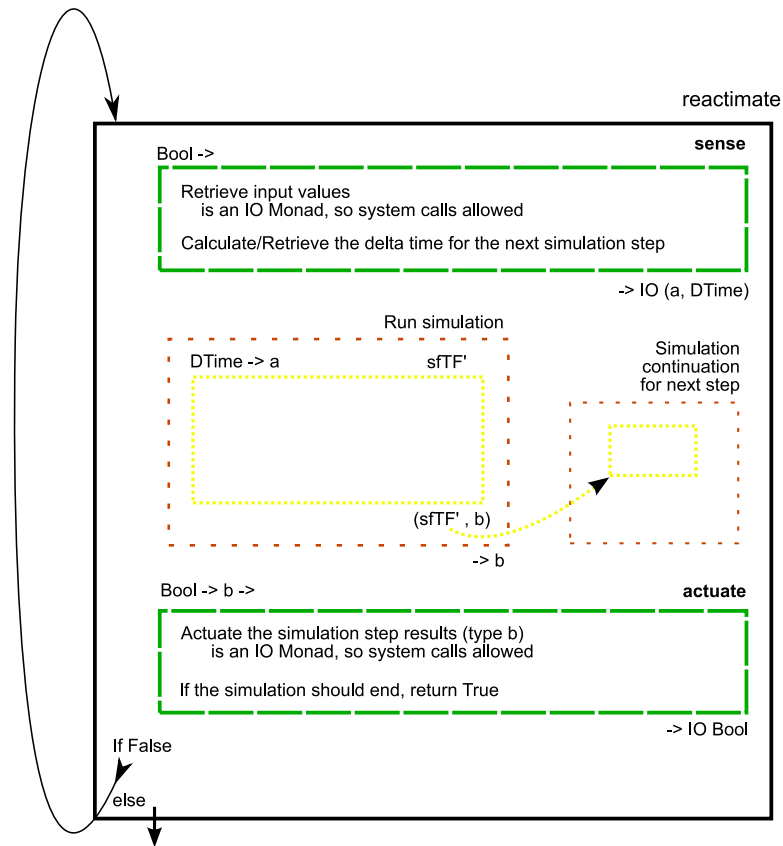 reactimate
sense
Bool ->
Retrieve input values
is an IO Monad, so system calls allowed
Calculate/Retrieve the delta time for the next simulation step
-> IO (a, DTime)
Run simulation
DTime -> a
sfTF'
Simulation
continuation
for next step
(sfTF' , b)
-> b
Bool -> b ->
actuate
Actuate the simulation step results (type b)
is an IO Monad, so system calls allowed
If the simulation should end, return True
-> IO Bool
If False
else